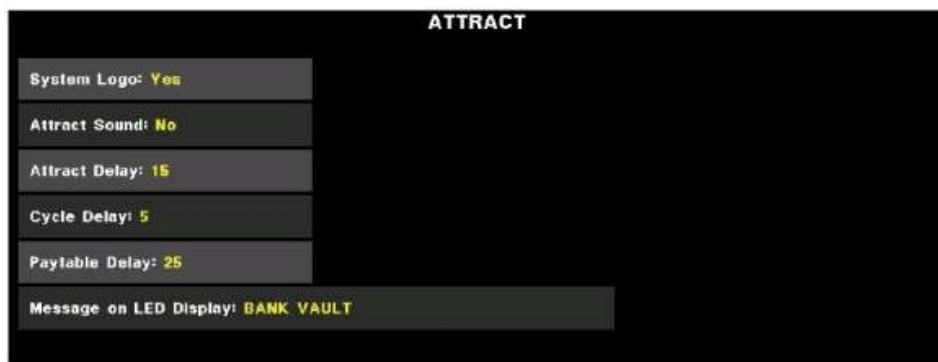 ATTRACT
System Logo: Yes
Attract Sound: No
Attract Delay: 15
Cycle Delay: 5
Paytable Delay: 25
Message on LED Display: BANK VAULT